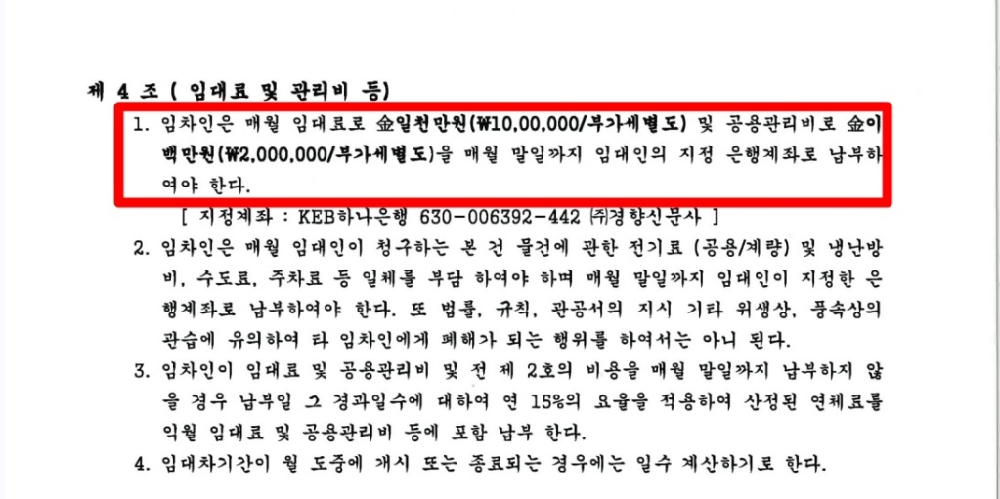 제 4 조 ( 임대료 및 관리비 등)
1. 임차인은 매월 임대료로 金일천만원(₩10,00,000/부가세별도) 및 공용관리비로 金이
백만원(₩2,000,000/부가세별도)을 매월 말일까지 임대인의 지정 은행계좌로 납부하
여야 한다.
[ 지정계좌 : KEB하나은행 630-006392-442 ㈜경향신문사 ]
2. 임차인은 매월 임대인이 청구하는 본 건 물건에 관한 전기료 (공용/계량) 및 냉난방
비, 수도료, 주차료 등 일체를 부담 하여야 하며 매월 말일까지 임대인이 지정한 은
행계좌로 납부하여야 한다. 또 법률, 규칙, 관공서의 지시 기타 위생상, 풍속상의
관습에 유의하여 타 임차인에게 폐해가 되는 행위를 하여서는 아니 된다.
3. 임차인이 임대료 및 공용관리비 및 전 제 2호의 비용을 매월 말일까지 납부하지 않
을 경우 납부일 그 경과일수에 대하여 연 15%의 요율을 적용하여 산정된 연체료를
익월 임대료 및 공용관리비 등에 포함 납부 한다.
4. 임대차기간이 월 도중에 개시 또는 종료되는 경우에는 일수 계산하기로 한다.